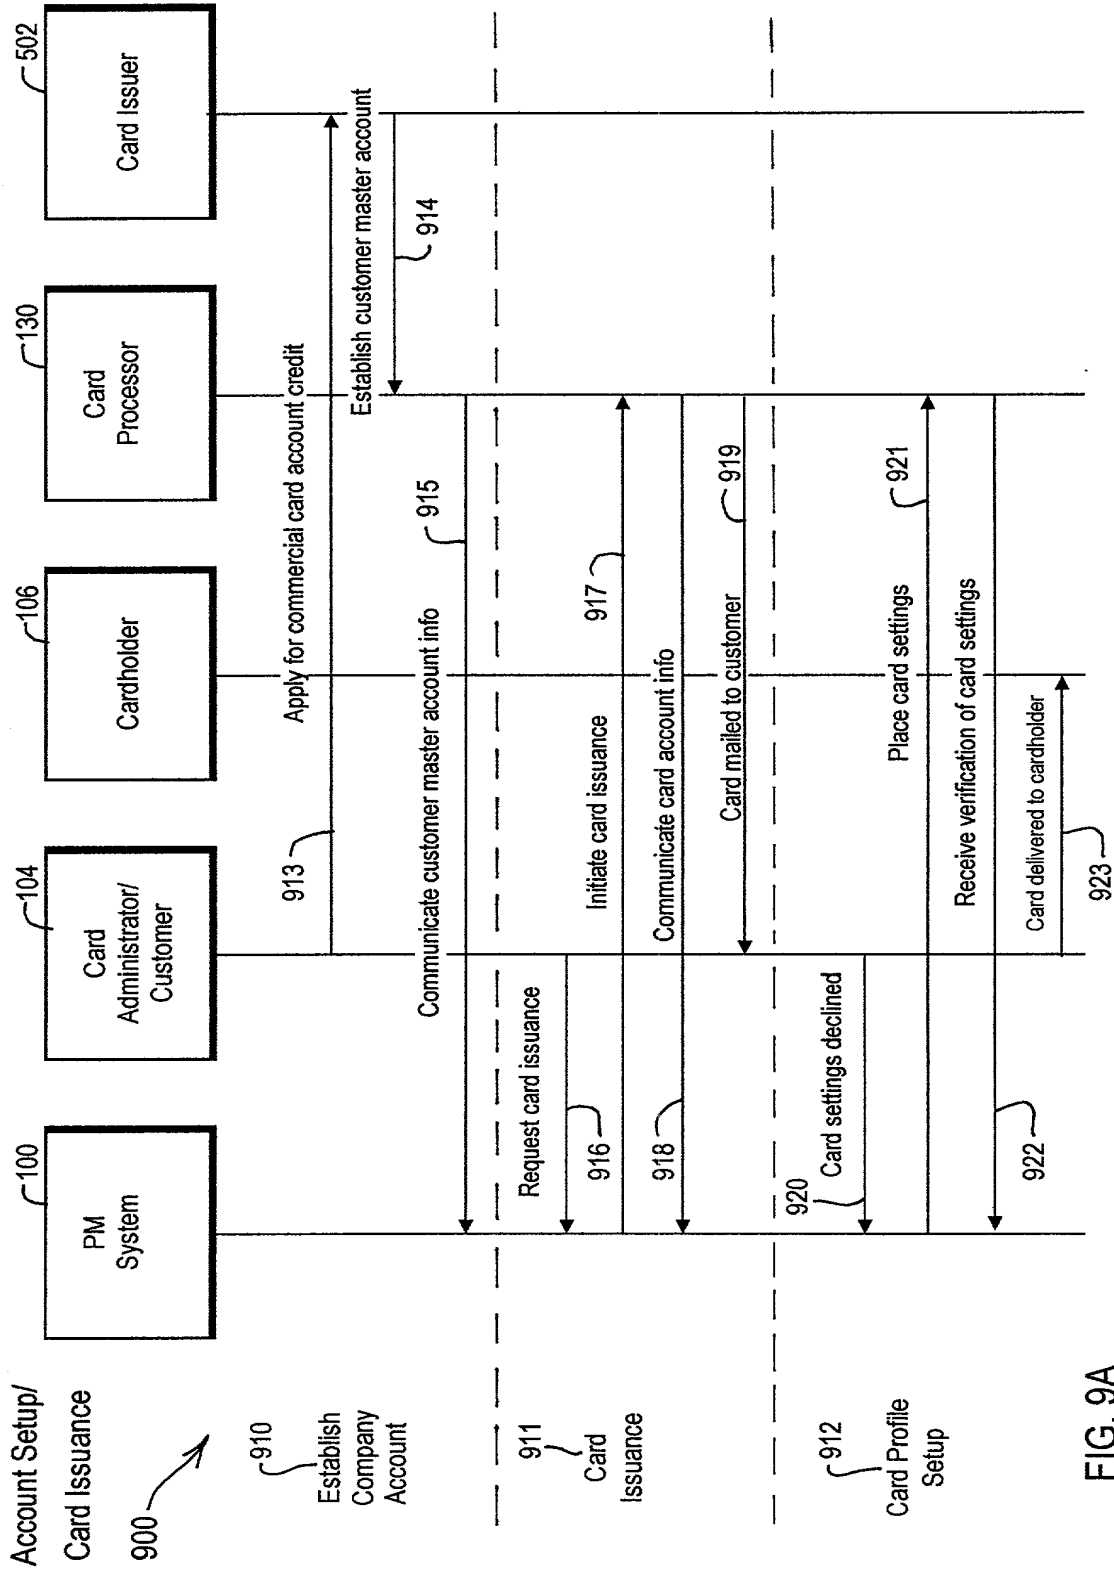 Account Setup/
Card Issuance
900
100
PM
System
104
Card
Administrator/
Customer
106
Cardholder
130
Card
Processor
502
Card Issuer
910
Establish
Company
Account
913
Apply for commercial card account credit
Establish customer master account
914
Communicate customer master account info
915
911
Card
Issuance
Request card issuance
916
Initiate card issuance
917
918
Communicate card account info
Card mailed to customer
919
912
Card Profile
Setup
920
Card settings declined
Place card settings
921
Receive verification of card settings
922
Card delivered to cardholder
923
FIG. 9A